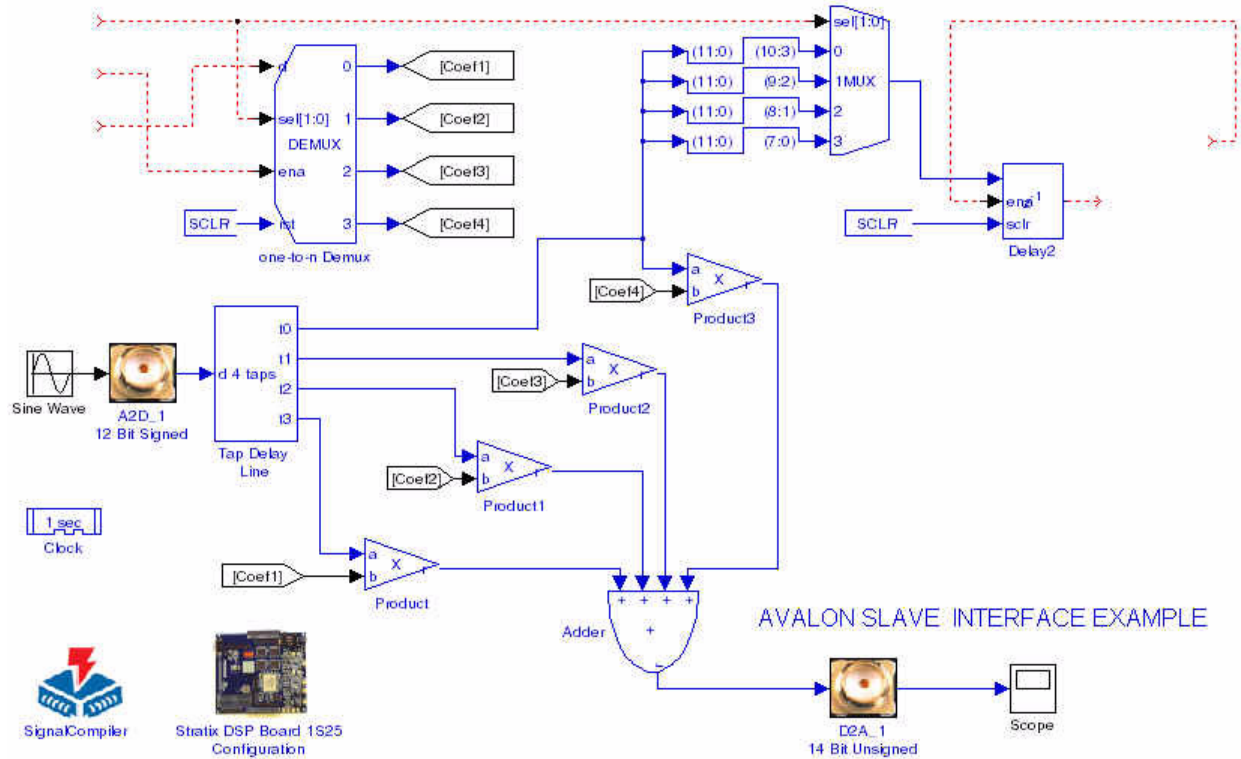 sel[1:0]
d 0 [Coef1]
(11:0) (10:3) 0
(11:0) (9:2) 1MUX
sel[1:0] 1 [Coef2]
(11:0) (8:1) 2
DEMUX
(11:0) (7:0) 3
ena 2 [Coef3]
SCLR 3 [Coef4]
SCLR sclr
one-to-n Demux
Delay2
a
[Coef4] b X r
Product3
t0
t1 a
d 4 taps
[Coef3] b X r
t2
Product2
t3
Sine Wave
A2D_1
12 Bit Signed
Tap Delay
Line
a
[Coef2] b X r
Product1
1 sec
Clock
a
[Coef1] b X r
Product
+ + + +
Adder
+
AVALON SLAVE INTERFACE EXAMPLE
SignalCompiler
Stratix DSP Board 1S25
Configuration
D2A_1
14 Bit Unsigned
Scope